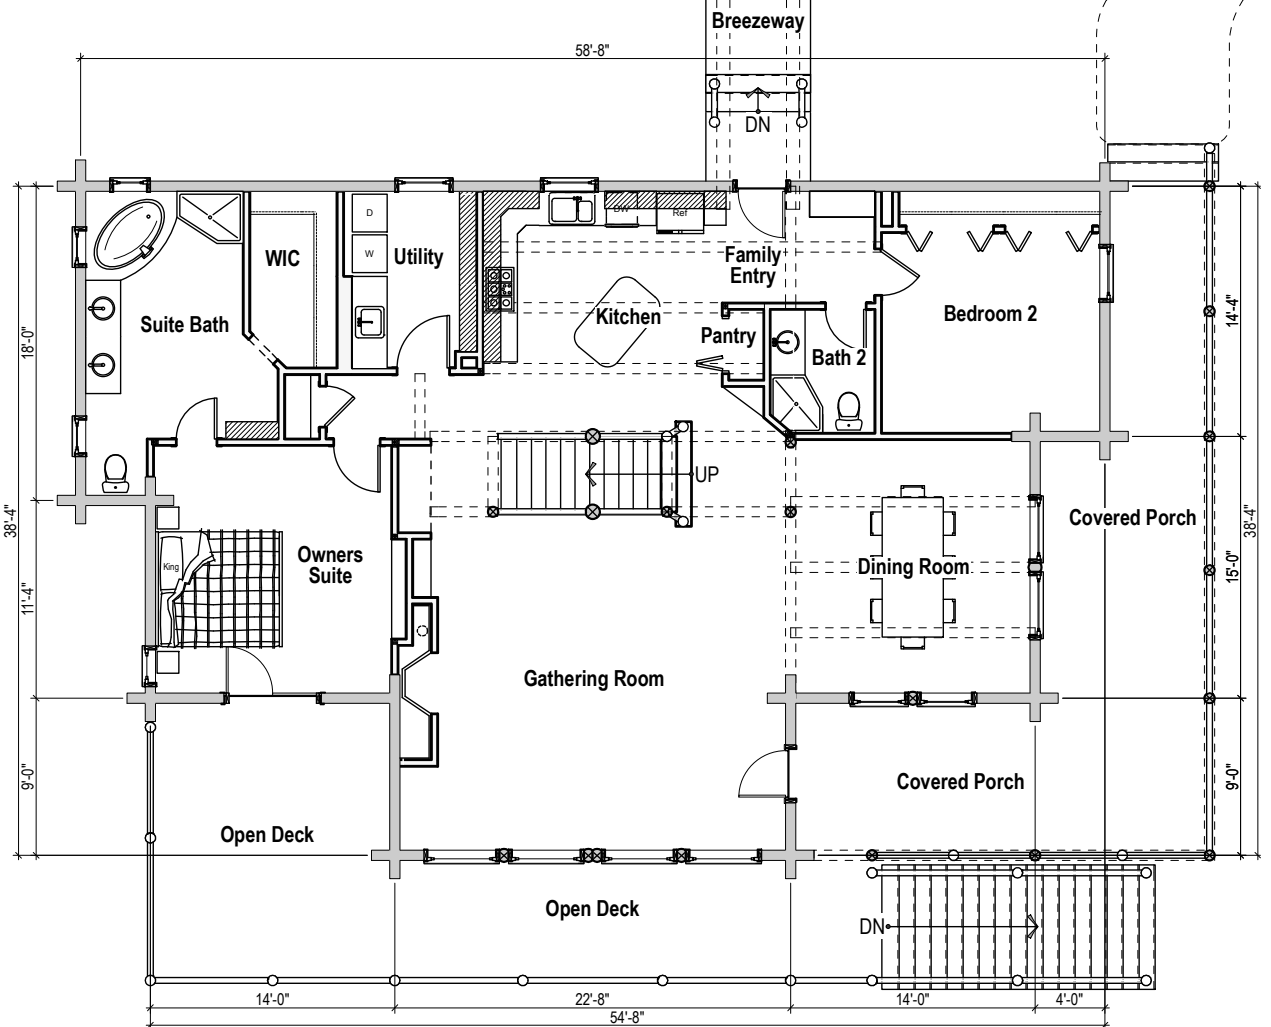 Breezeway
58'-8"
DN
D
W
WIC
Utility
DW
Ref
Family
Entry
Suite Bath
Kitchen
Pantry
Bath 2
Bedroom 2
18'-0"
14'-4"
UP
38'-4"
38'-4"
Covered Porch
King
Owners
Suite
Dining Room
11'-4"
15'-0"
Gathering Room
9'-0"
9'-0"
Covered Porch
Open Deck
Open Deck
DN
14'-0"
22'-8"
14'-0"
4'-0"
54'-8"